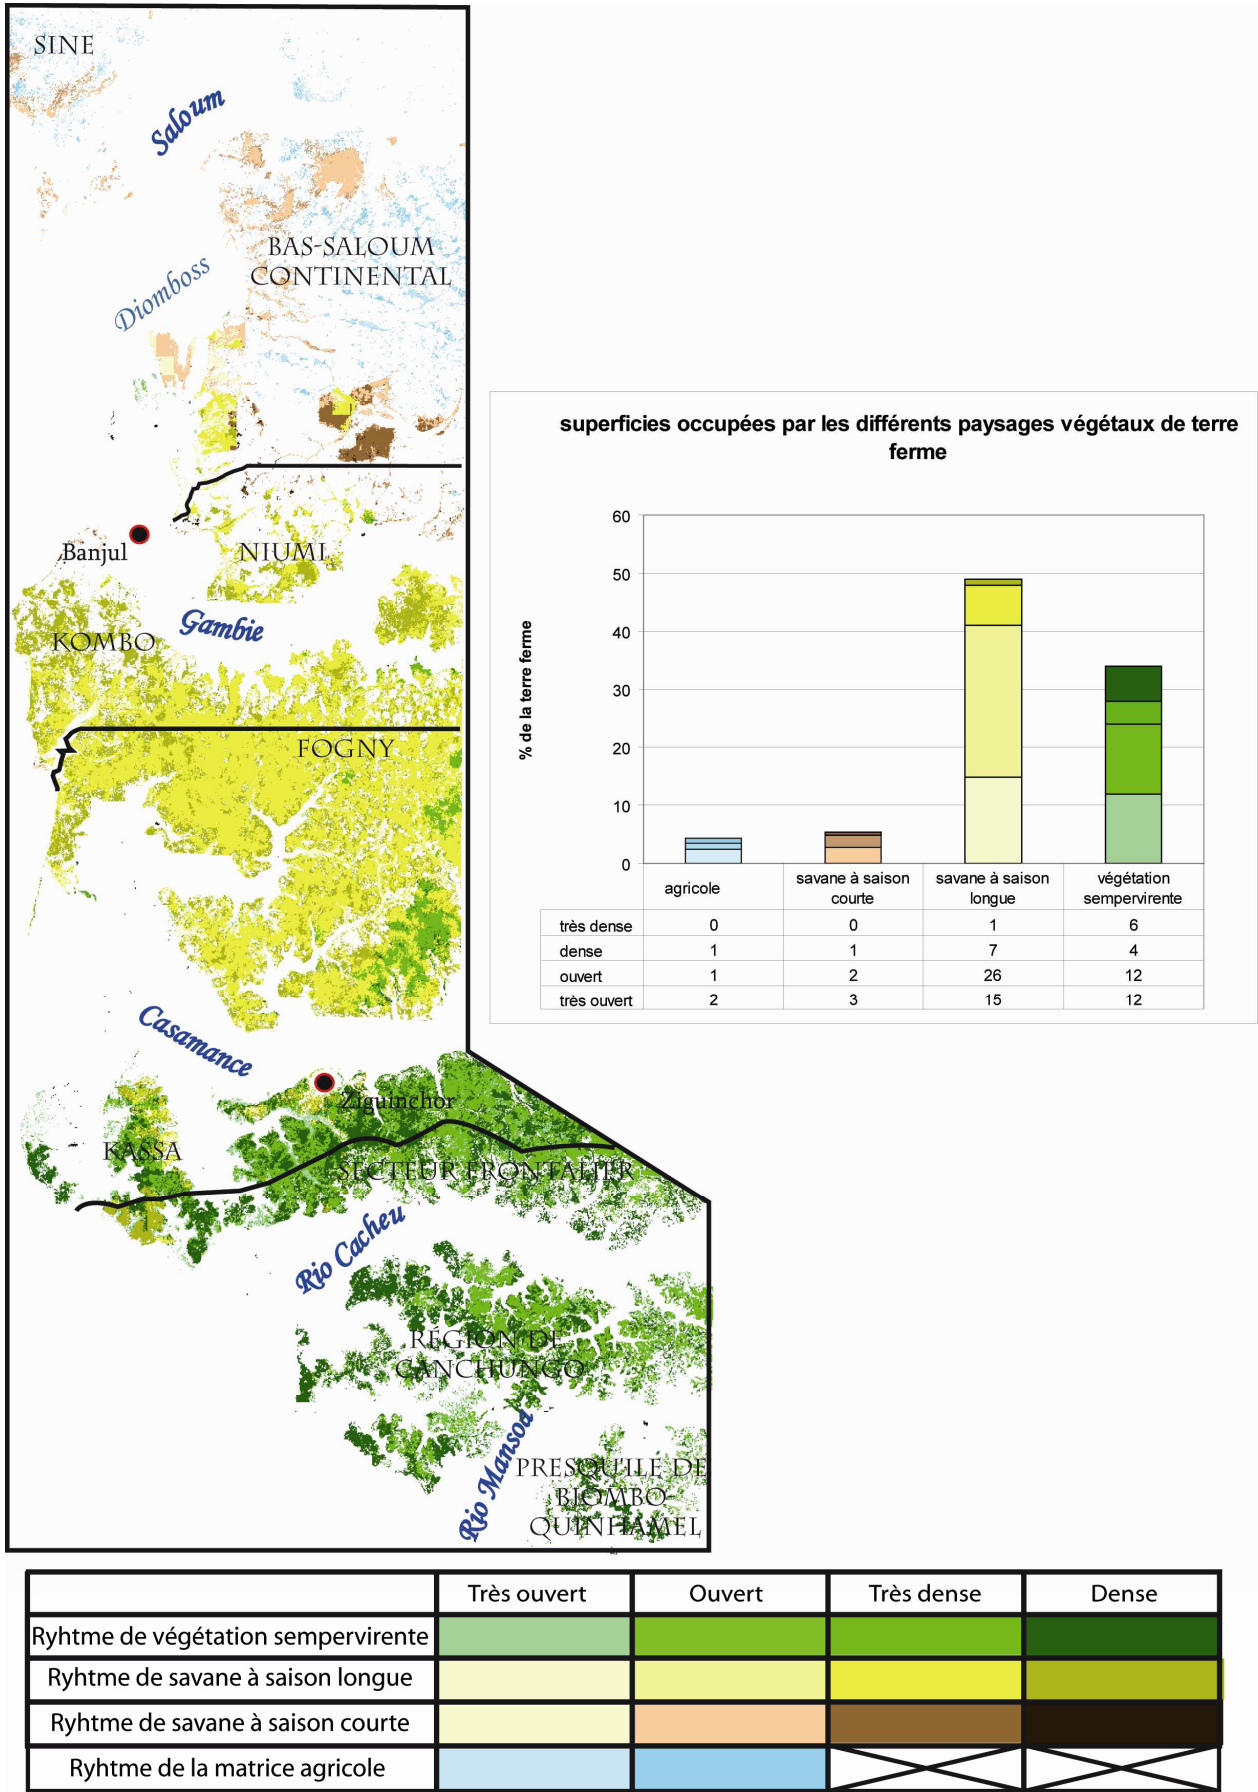 SINE
Saloum
BAS-SALOUM
CONTINENTAL
Diomboss
Banjul
NIUMI
Gambie
KOMBO
FOGNY
Casamance
Ziguinchor
KASSA
SECTEUR FRONTALIER
Rio Cacheu
RÉGION DE
CANCHUNGO
Rio Mansoa
PRESQU'ILE DE
BIOMBO
QUINHAMEL
superficies occupées par les différents paysages végétaux de terre
ferme
% de la terre ferme
60
50
40
30
20
10
0
agricole savane à saison courte savane à saison longue végétation sempervirente
très dense 0 0 1 6
dense 1 1 7 4
ouvert 1 2 26 12
très ouvert 2 3 15 12
Très ouvert Ouvert Très dense Dense
Ryhtme de végétation sempervirente
Ryhtme de savane à saison longue
Ryhtme de savane à saison courte
Ryhtme de la matrice agricole